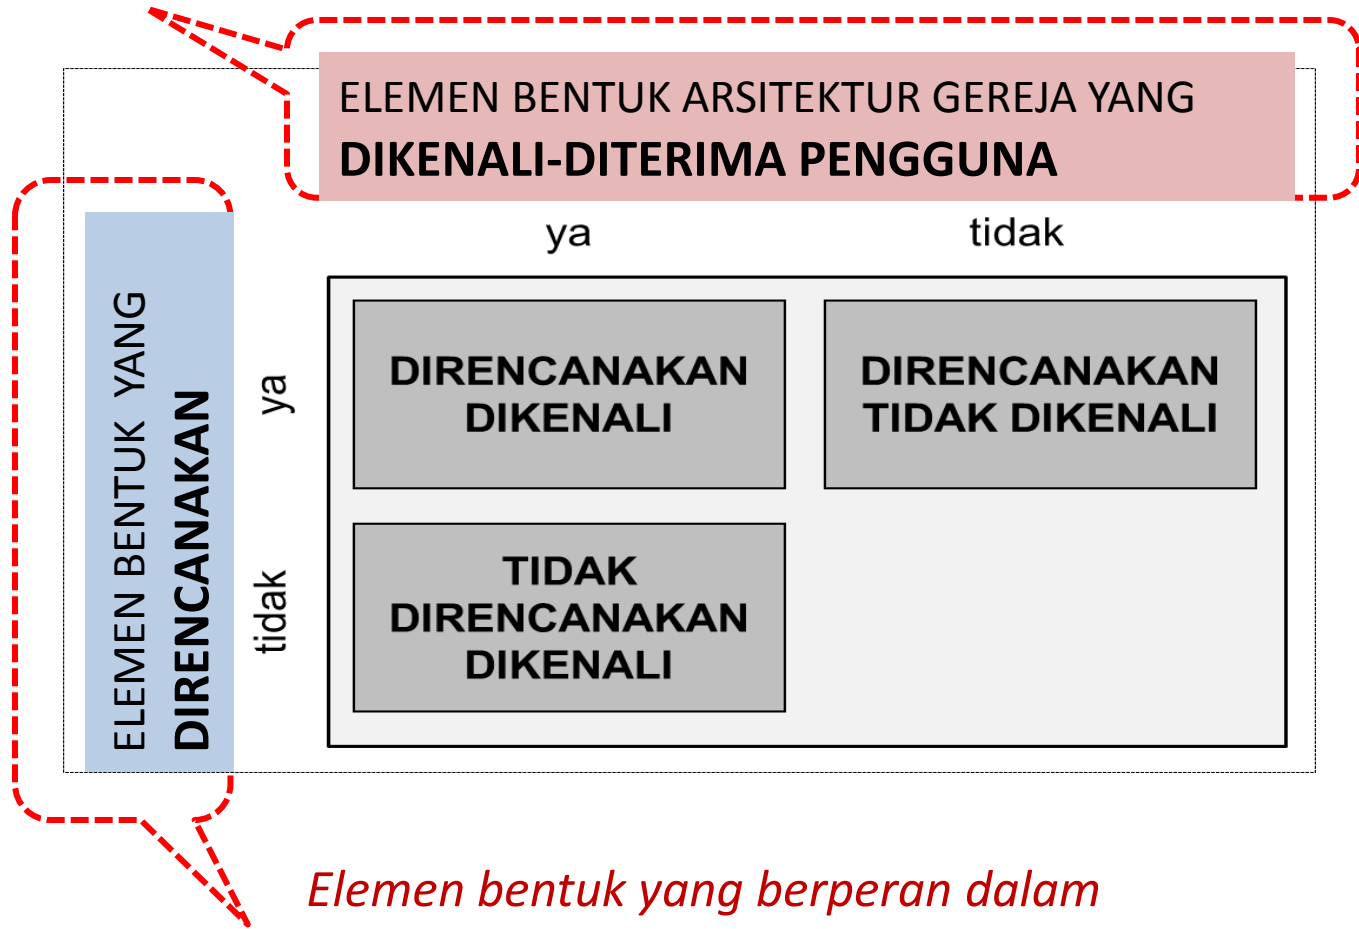 ELEMEN BENTUK ARSITEKTUR GEREJA YANG
DIKENALI-DITERIMA PENGGUNA
ya
tidak
ELEMEN BENTUK YANG
DIRENCANAKAN
ya
tidak
DIRENCANAKAN
DIKENALI
DIRENCANAKAN
TIDAK DIKENALI
TIDAK
DIRENCANAKAN
DIKENALI
Elemen bentuk yang berperan dalam